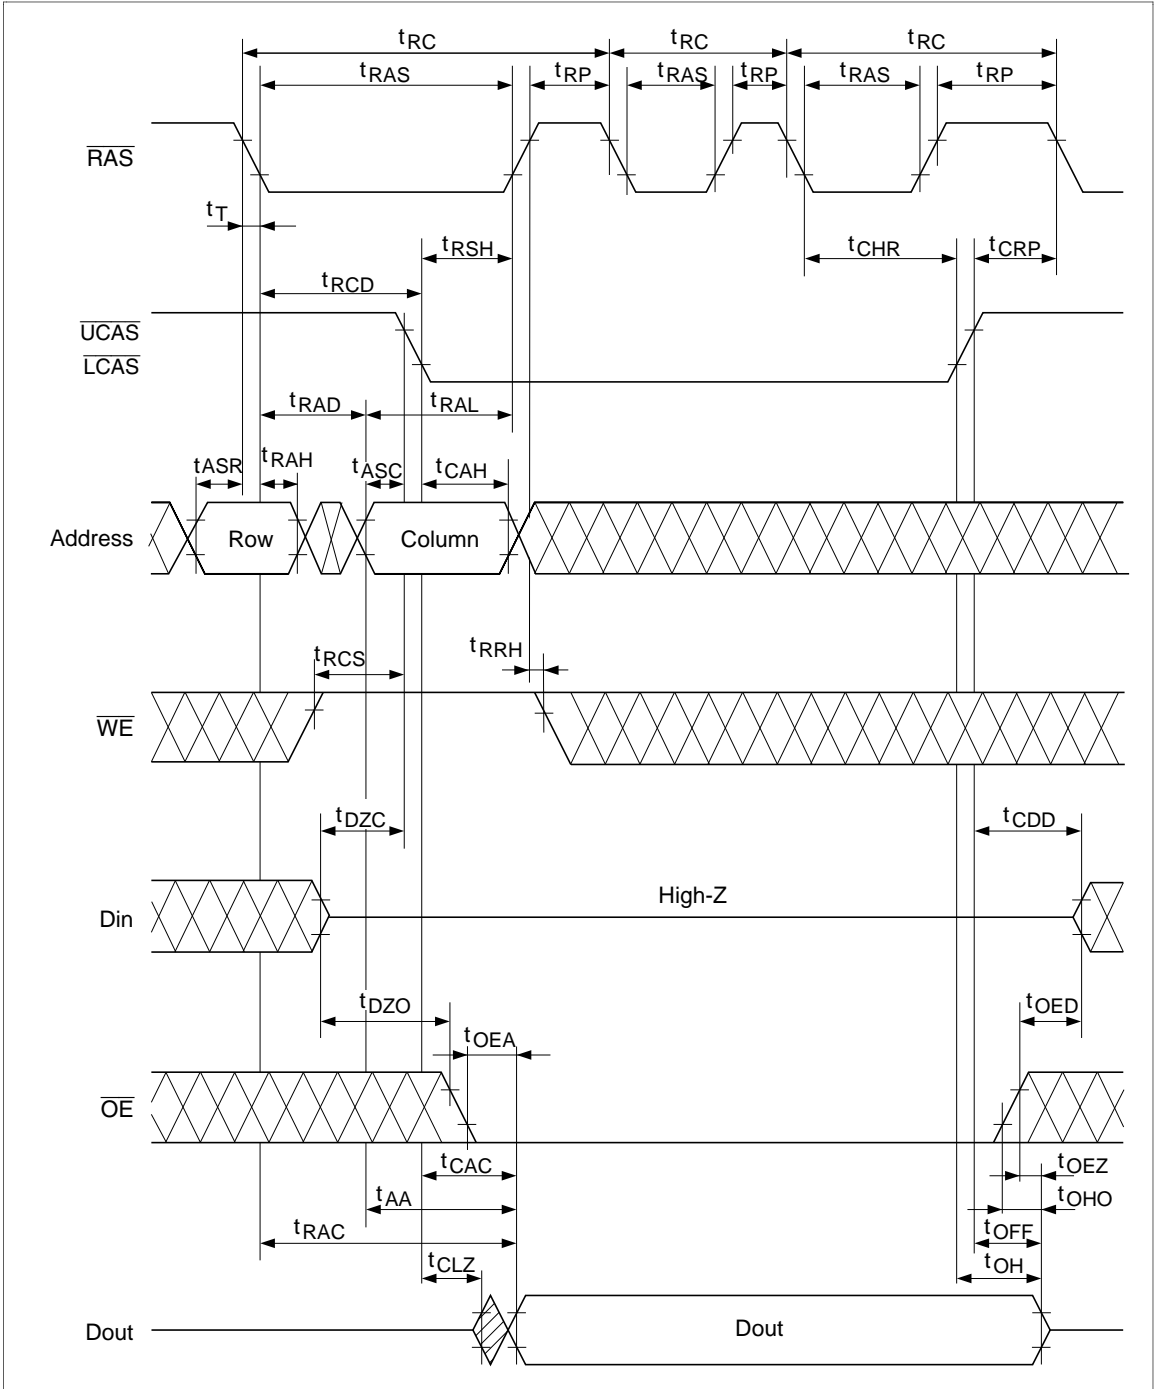 tRC tRC tRC
tRAS tRP tRAS tRP tRAS tRP
RAS
tT
tRSH tCHR tCRP
tRCD
UCAS
LCAS
tRAD tRAL
tASR tRAH tASC tCAH
Address Row Column
tRCS tRRH
WE
tDZC tCDD
High-Z
Din
tDZO tOED
tOEA
OE
tCAC tOEZ
tAA tOHO
tRAC tOFF
tCLZ tOH
Dout Dout